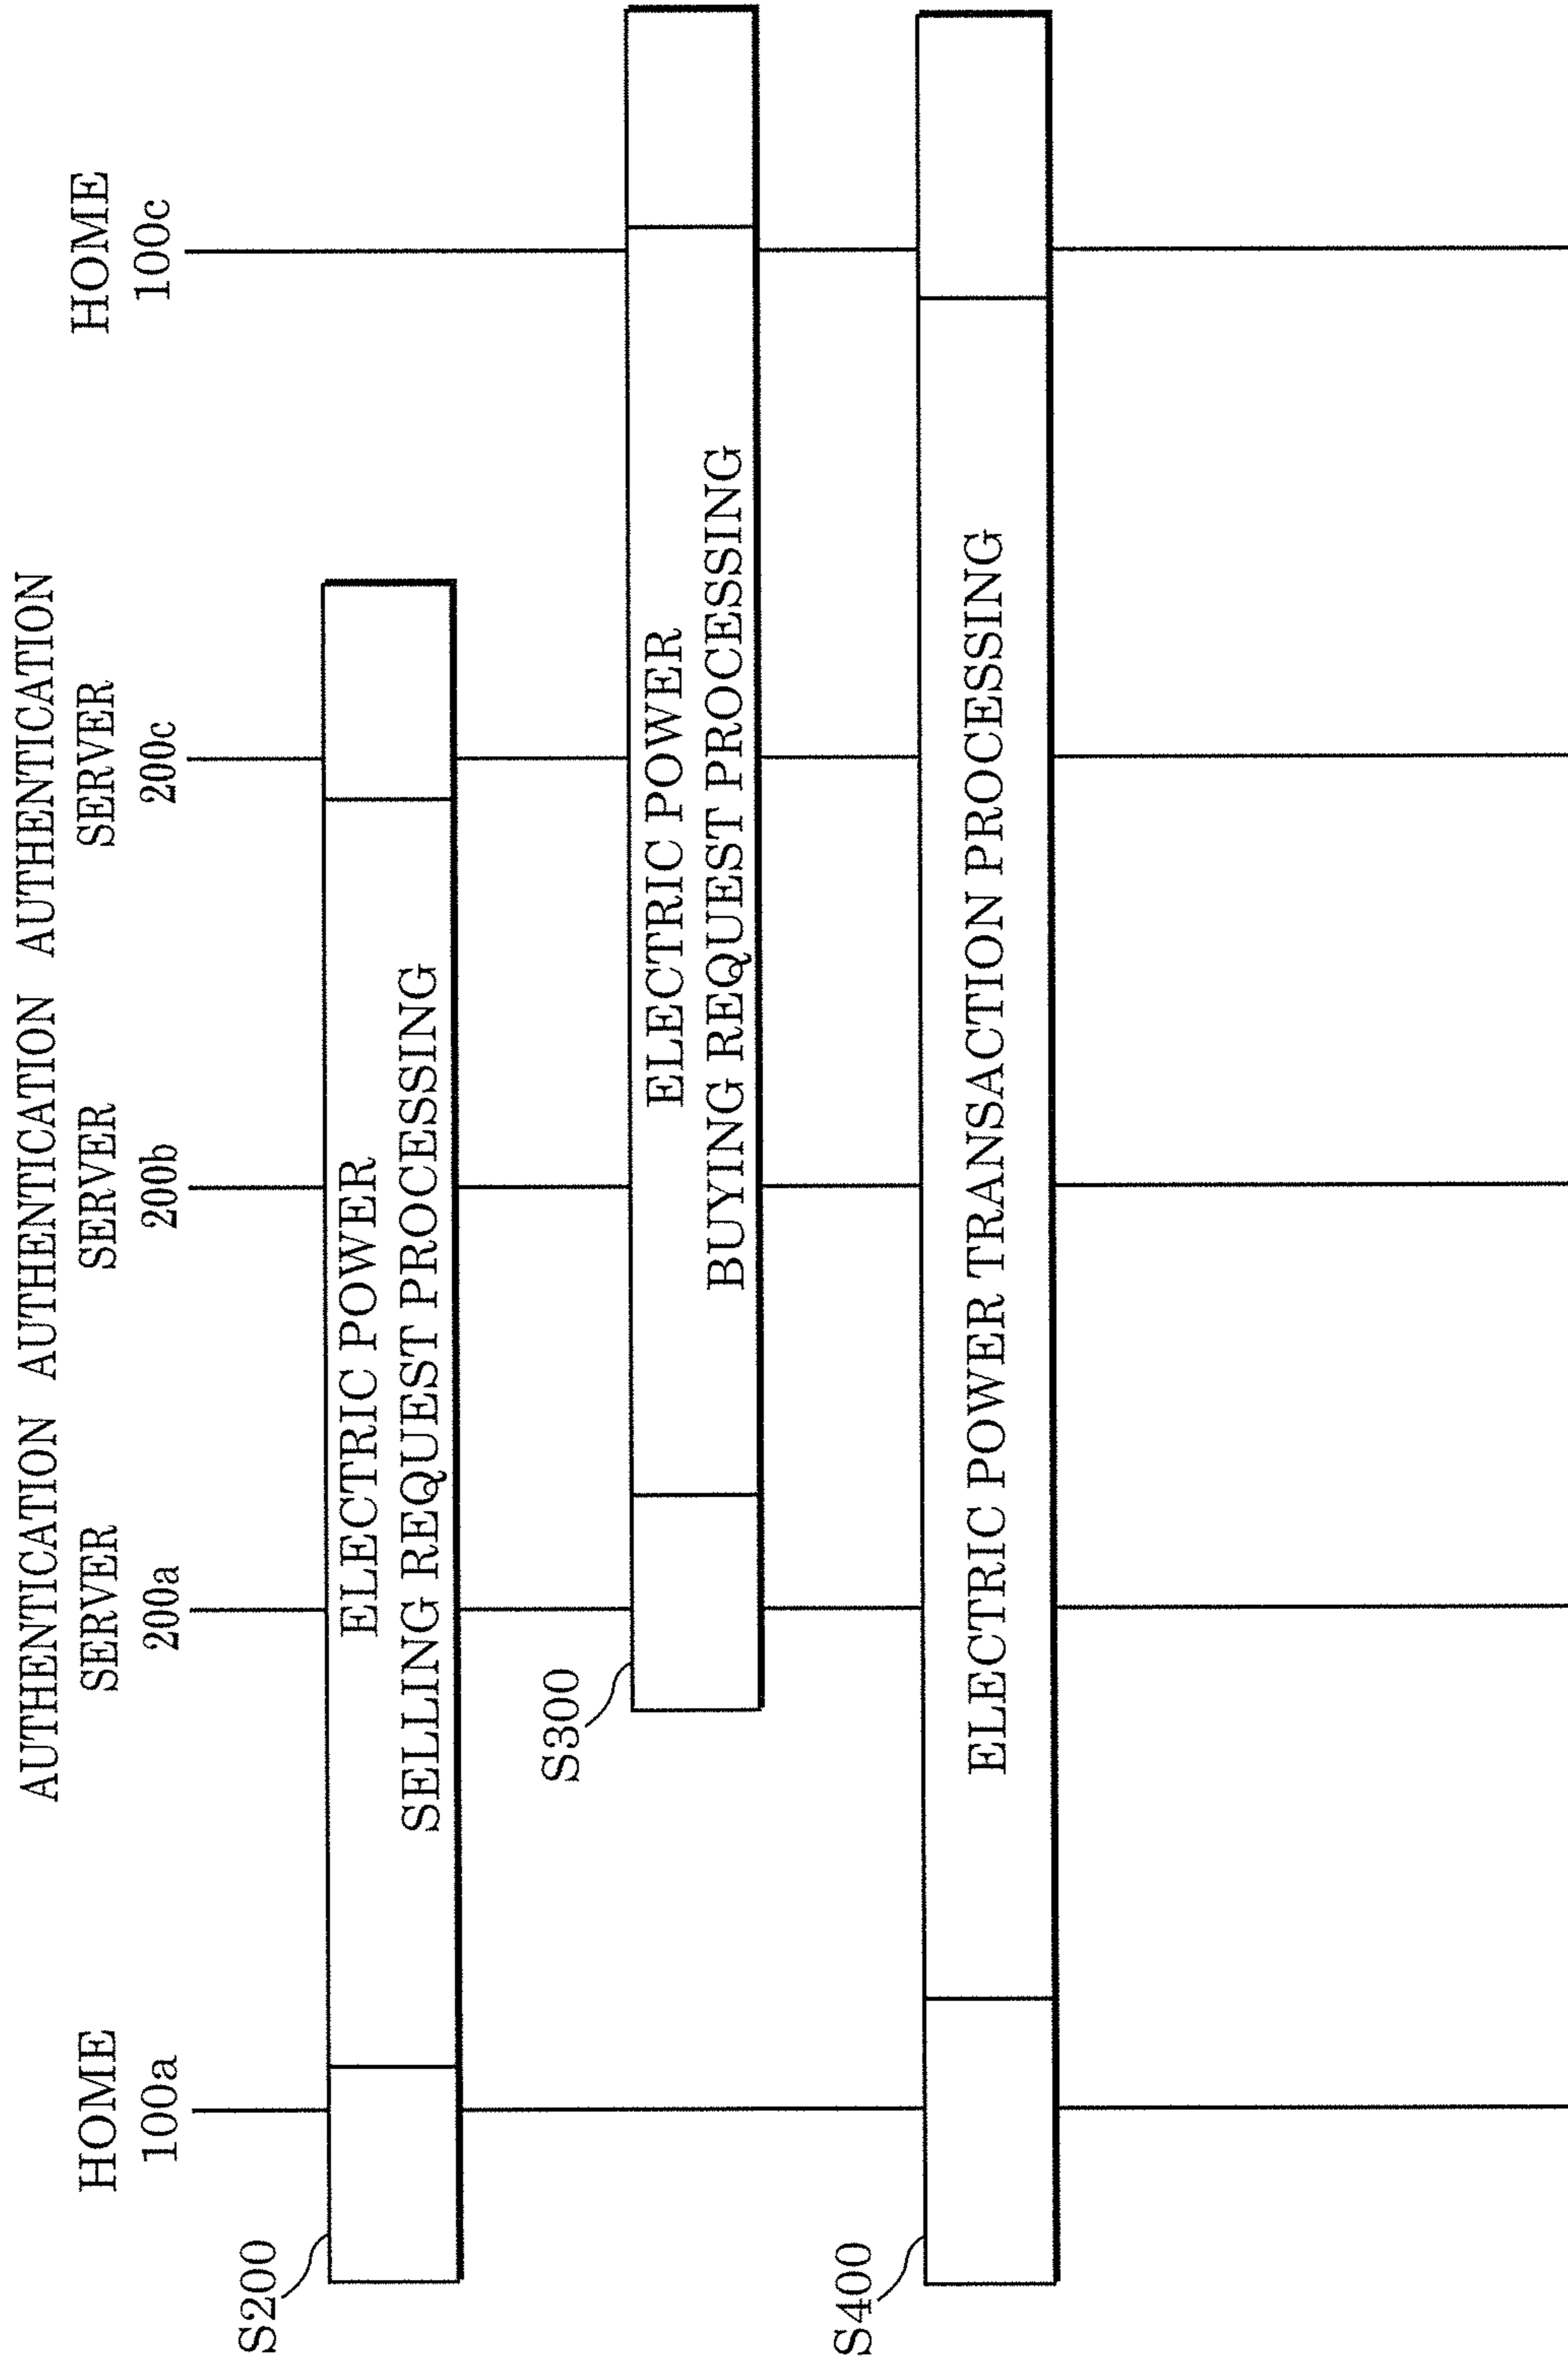 AUTHENTICATION AUTHENTICATION AUTHENTICATION
HOME SERVER SERVER SERVER HOME
100a 200a 200b 200c 100c
S200
ELECTRIC POWER
SELLING REQUEST PROCESSING
S300
ELECTRIC POWER
BUYING REQUEST PROCESSING
S400
ELECTRIC POWER TRANSACTION PROCESSING